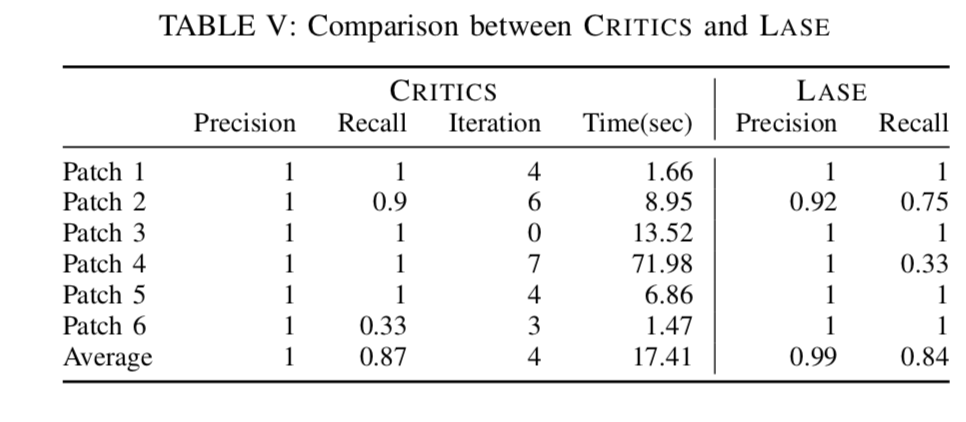 TABLE V: Comparison between CRITICS and LASE
CRITICS LASE
Precision Recall Iteration Time(sec) Precision Recall
Patch 1 1 1 4 1.66 1 1
Patch 2 1 0.9 6 8.95 0.92 0.75
Patch 3 1 1 0 13.52 1 1
Patch 4 1 1 7 71.98 1 0.33
Patch 5 1 1 4 6.86 1 1
Patch 6 1 0.33 3 1.47 1 1
Average 1 0.87 4 17.41 0.99 0.84